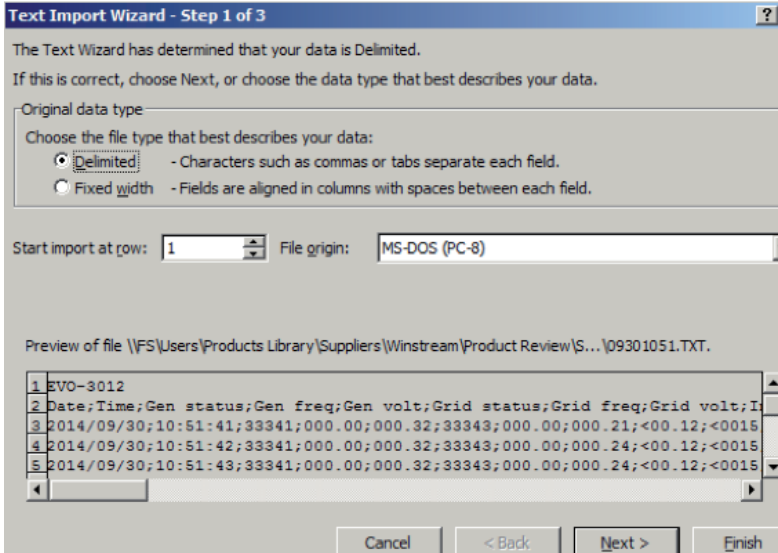 Text Import Wizard - Step 1 of 3
?
The Text Wizard has determined that your data is Delimited.
If this is correct, choose Next, or choose the data type that best describes your data.
Original data type
Choose the file type that best describes your data:
Delimited - Characters such as commas or tabs separate each field.
Fixed width - Fields are aligned in columns with spaces between each field.
Start import at row: 1 File origin: MS-DOS (PC-8)
Preview of file \\FS\Users\Products Library\Suppliers\Winstream\Product Review\S...\09301051.TXT.
1 EVO-3012
2 Date;Time;Gen status;Gen freq;Gen volt;Grid status;Grid freq;Grid volt;
3 2014/09/30;10:51:41;33341;000.00;000.32;33343;000.00;000.21;<00.12;<0015
4 2014/09/30;10:51:42;33341;000.00;000.32;33343;000.00;000.24;<00.12;<0015
5 2014/09/30;10:51:43;33341;000.00;000.32;33343;000.00;000.24;<00.12;<0015
Cancel < Back Next > Finish